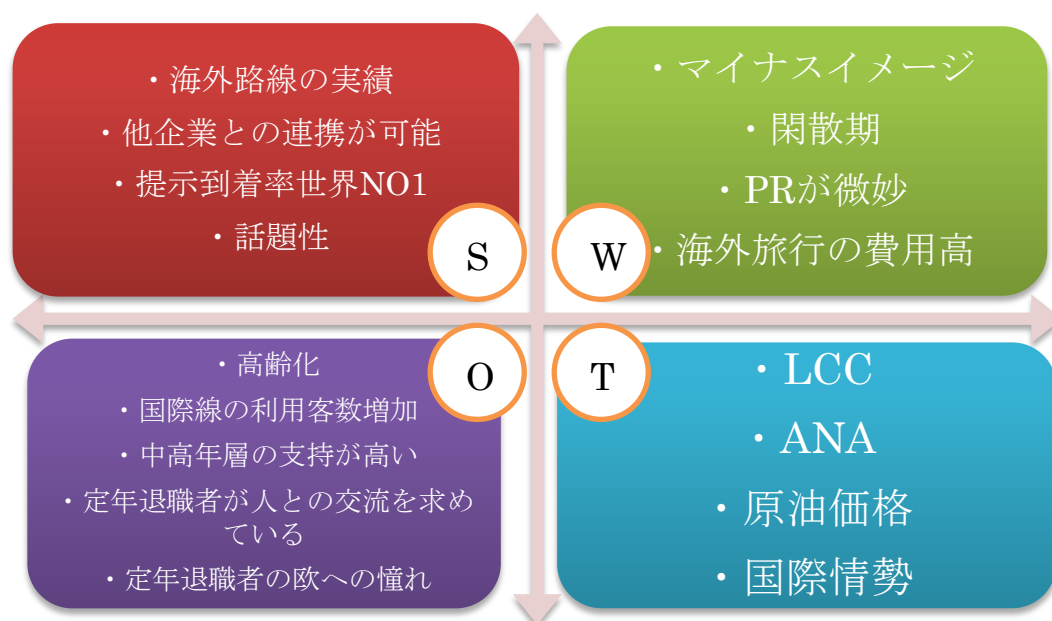 ・海外路線の実績
・他企業との連携が可能
・提示到着率世界NO1
・話題性
S
・マイナスイメージ
・閑散期
・PRが微妙
・海外旅行の費用高
W
・高齢化
・国際線の利用客数増加
・中高年層の支持が高い
・定年退職者が人との交流を求め
ている
・定年退職者の欧への憧れ
O
・LCC
・ANA
・原油価格
・国際情勢
T